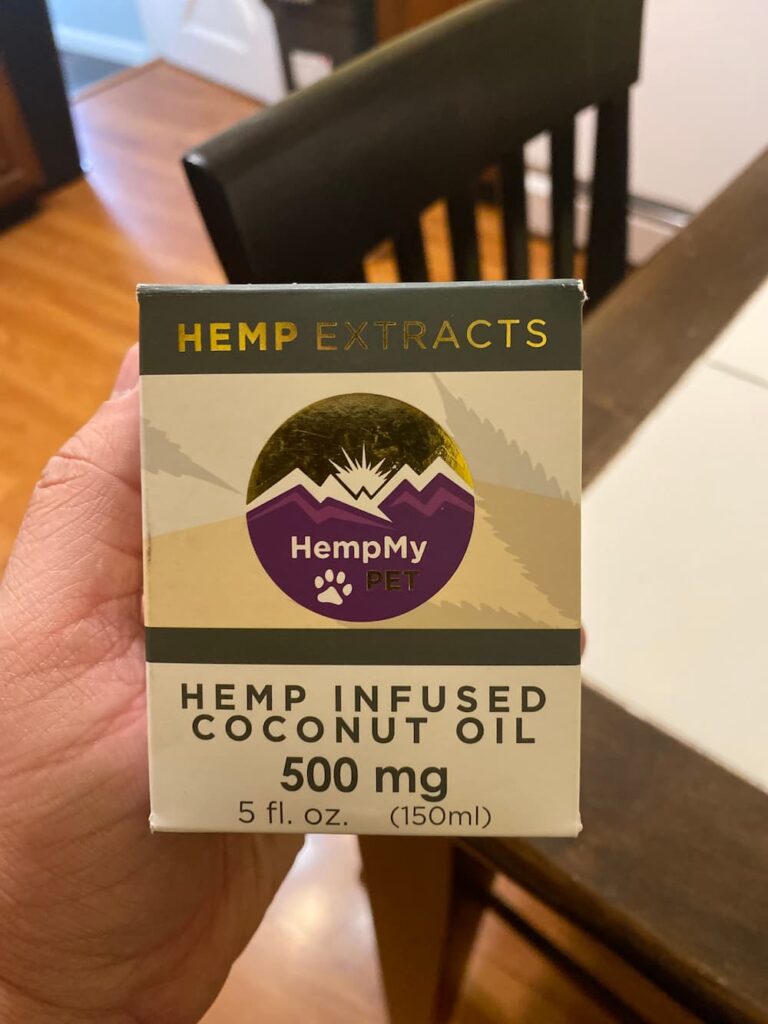 HEMP EXTRACTS
HempMy
PET
HEMP INFUSED
COCONUT OIL
500 mg
5 fl. oz. (150ml)